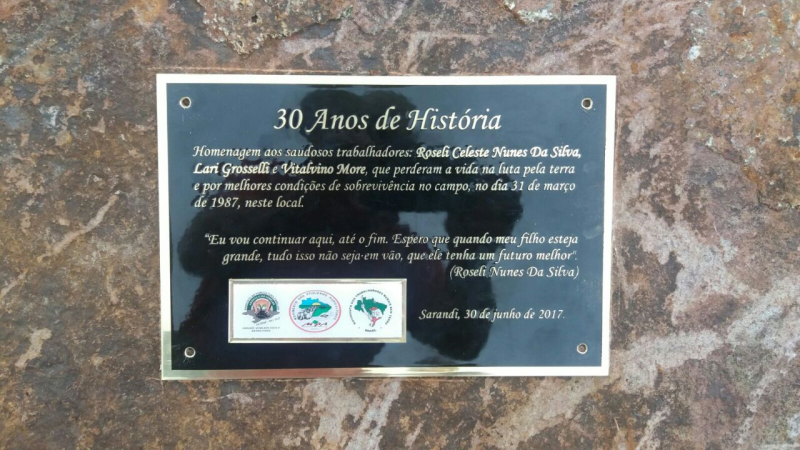 30 Anos de História
Homenagem aos saudosos trabalhadores: Roseli Celeste Nunes Da Silva,
Lari Grosselli e Vitalvino More, que perderam a vida na luta pela terra
e por melhores condições de sobrevivência no campo, no dia 31 de março
de 1987, neste local.
"Eu vou continuar aqui, até o fim. Espero que quando meu filho esteja
grande, tudo isso não seja em vão, que ele tenha um futuro melhor".
(Roseli Nunes Da Silva)
Sarandi, 30 de junho de 2017.